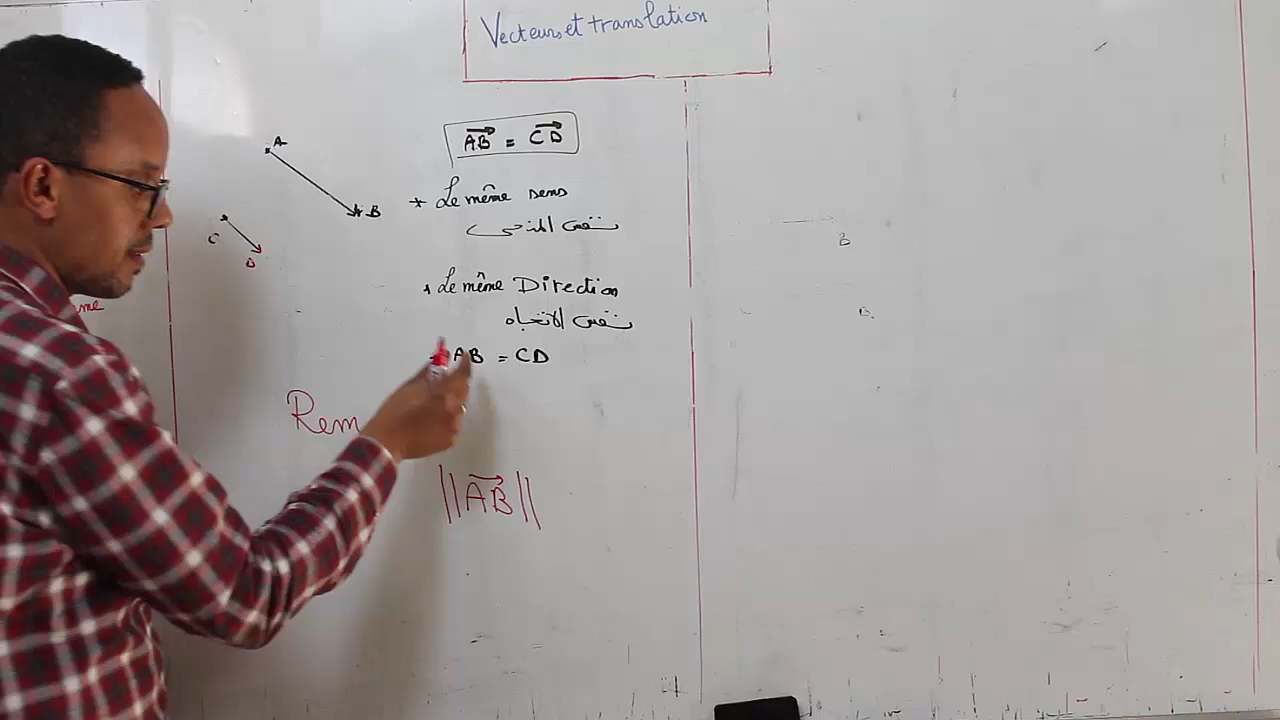 Vecteurs et translation
A
B
C
D
AB = CD
* Le même sens
نفس المنحى
* Le même Direction
نفس الاتجاه
* AB = CD
me
Rem
||AB||
B
B